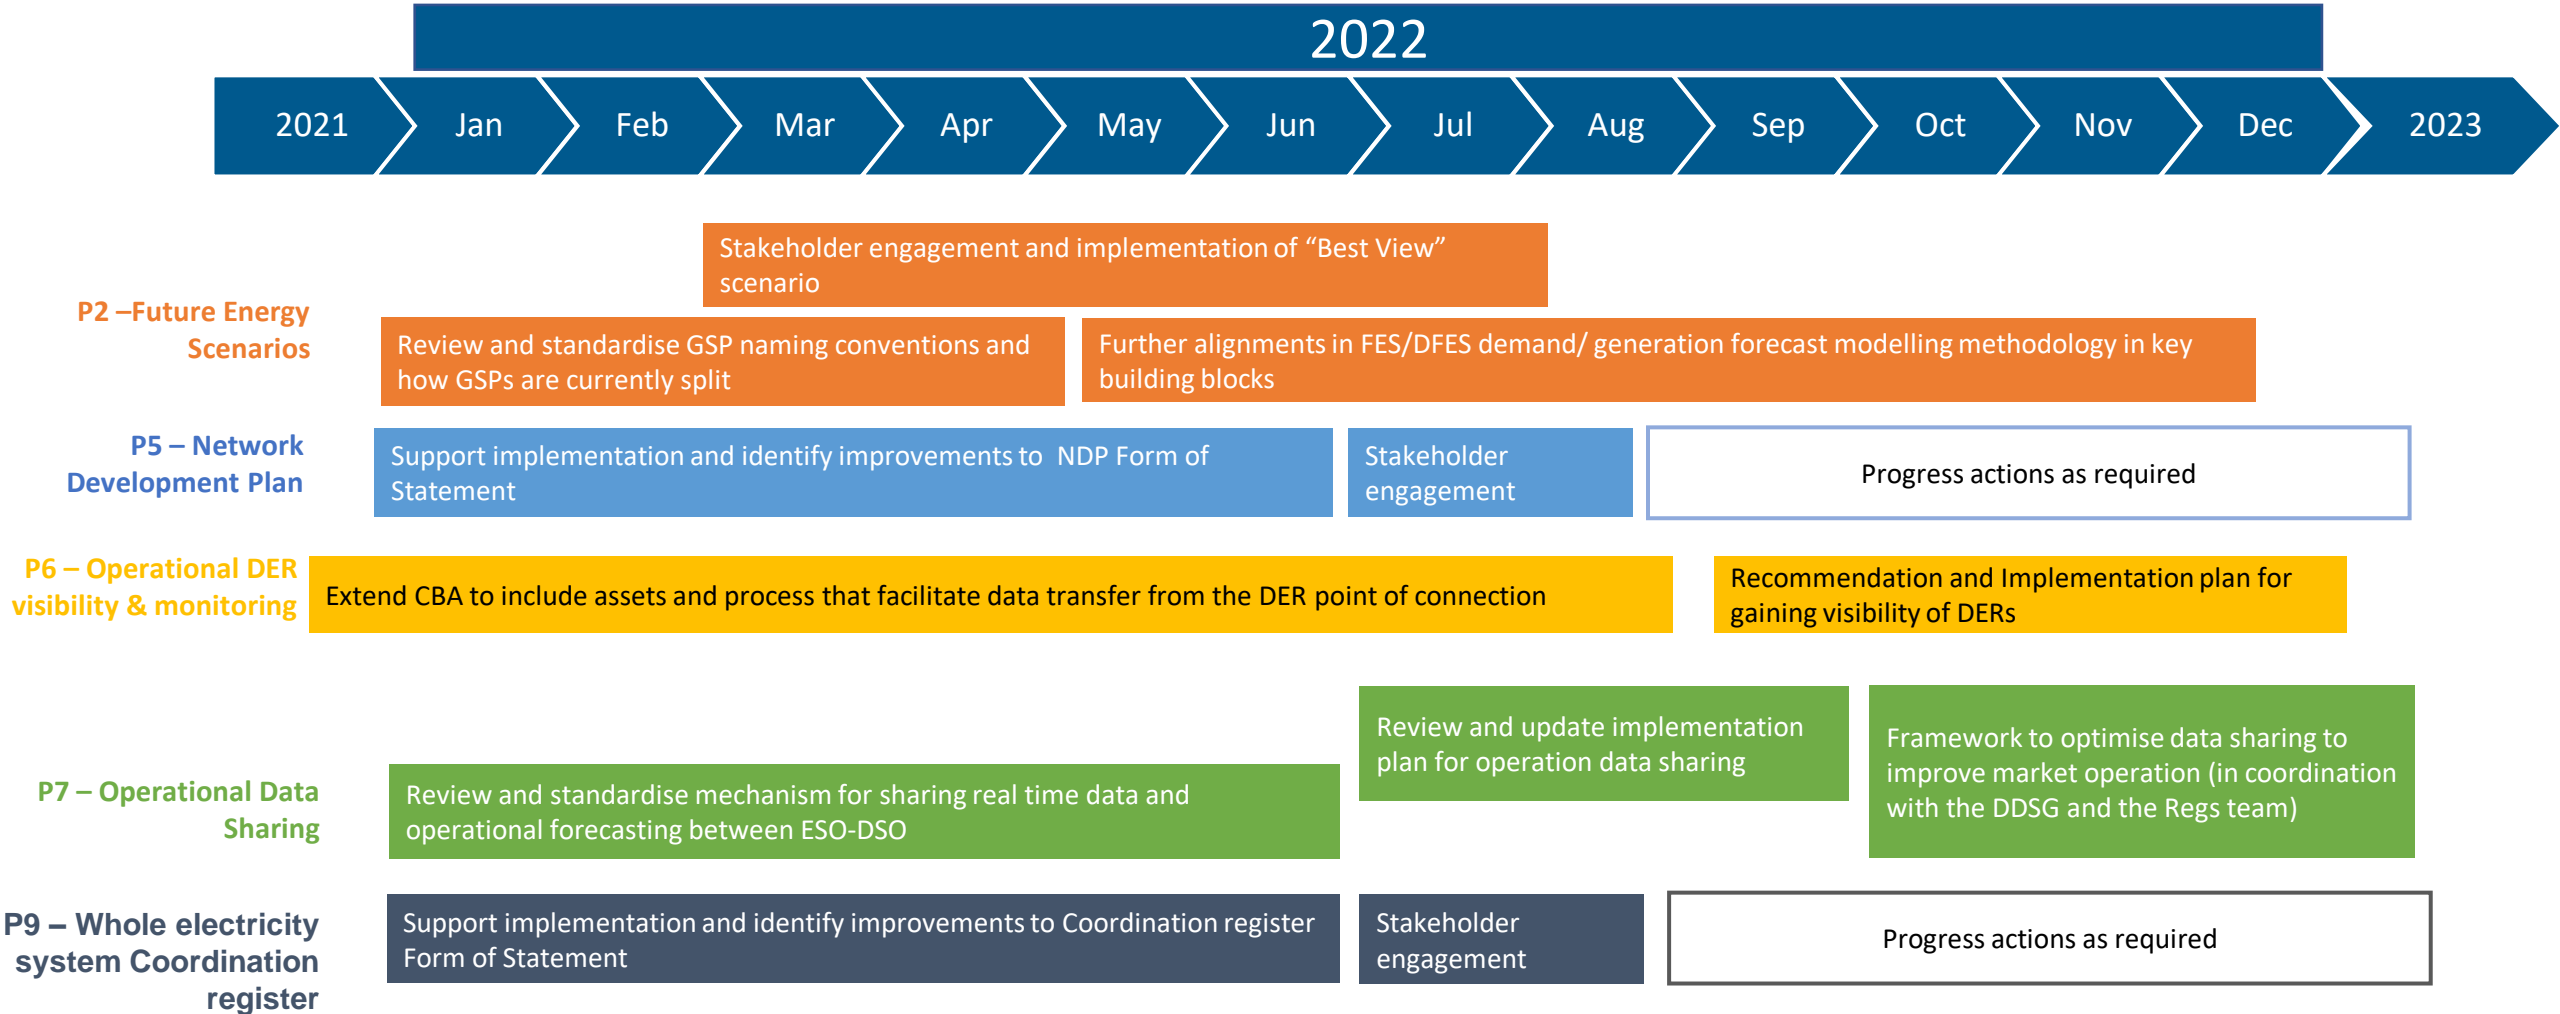 2022
2021
Jan
Feb
Mar
Apr
May
Jun
Jul
Aug
Sep
Oct
Nov
Dec
2023
P2 –Future Energy
Scenarios
Stakeholder engagement and implementation of “Best View”
scenario
Review and standardise GSP naming conventions and
how GSPs are currently split
Further alignments in FES/DFES demand/ generation forecast modelling methodology in key
building blocks
P5 – Network
Development Plan
Support implementation and identify improvements to  NDP Form of
Statement
Stakeholder
engagement
Progress actions as required
P6 – Operational DER
visibility & monitoring
Extend CBA to include assets and process that facilitate data transfer from the DER point of connection
Recommendation and Implementation plan for
gaining visibility of DERs
P7 – Operational Data
Sharing
Review and standardise mechanism for sharing real time data and
operational forecasting between ESO-DSO
Review and update implementation
plan for operation data sharing
Framework to optimise data sharing to
improve market operation (in coordination
with the DDSG and the Regs team)
P9 – Whole electricity
system Coordination
register
Support implementation and identify improvements to Coordination register
Form of Statement
Stakeholder
engagement
Progress actions as required